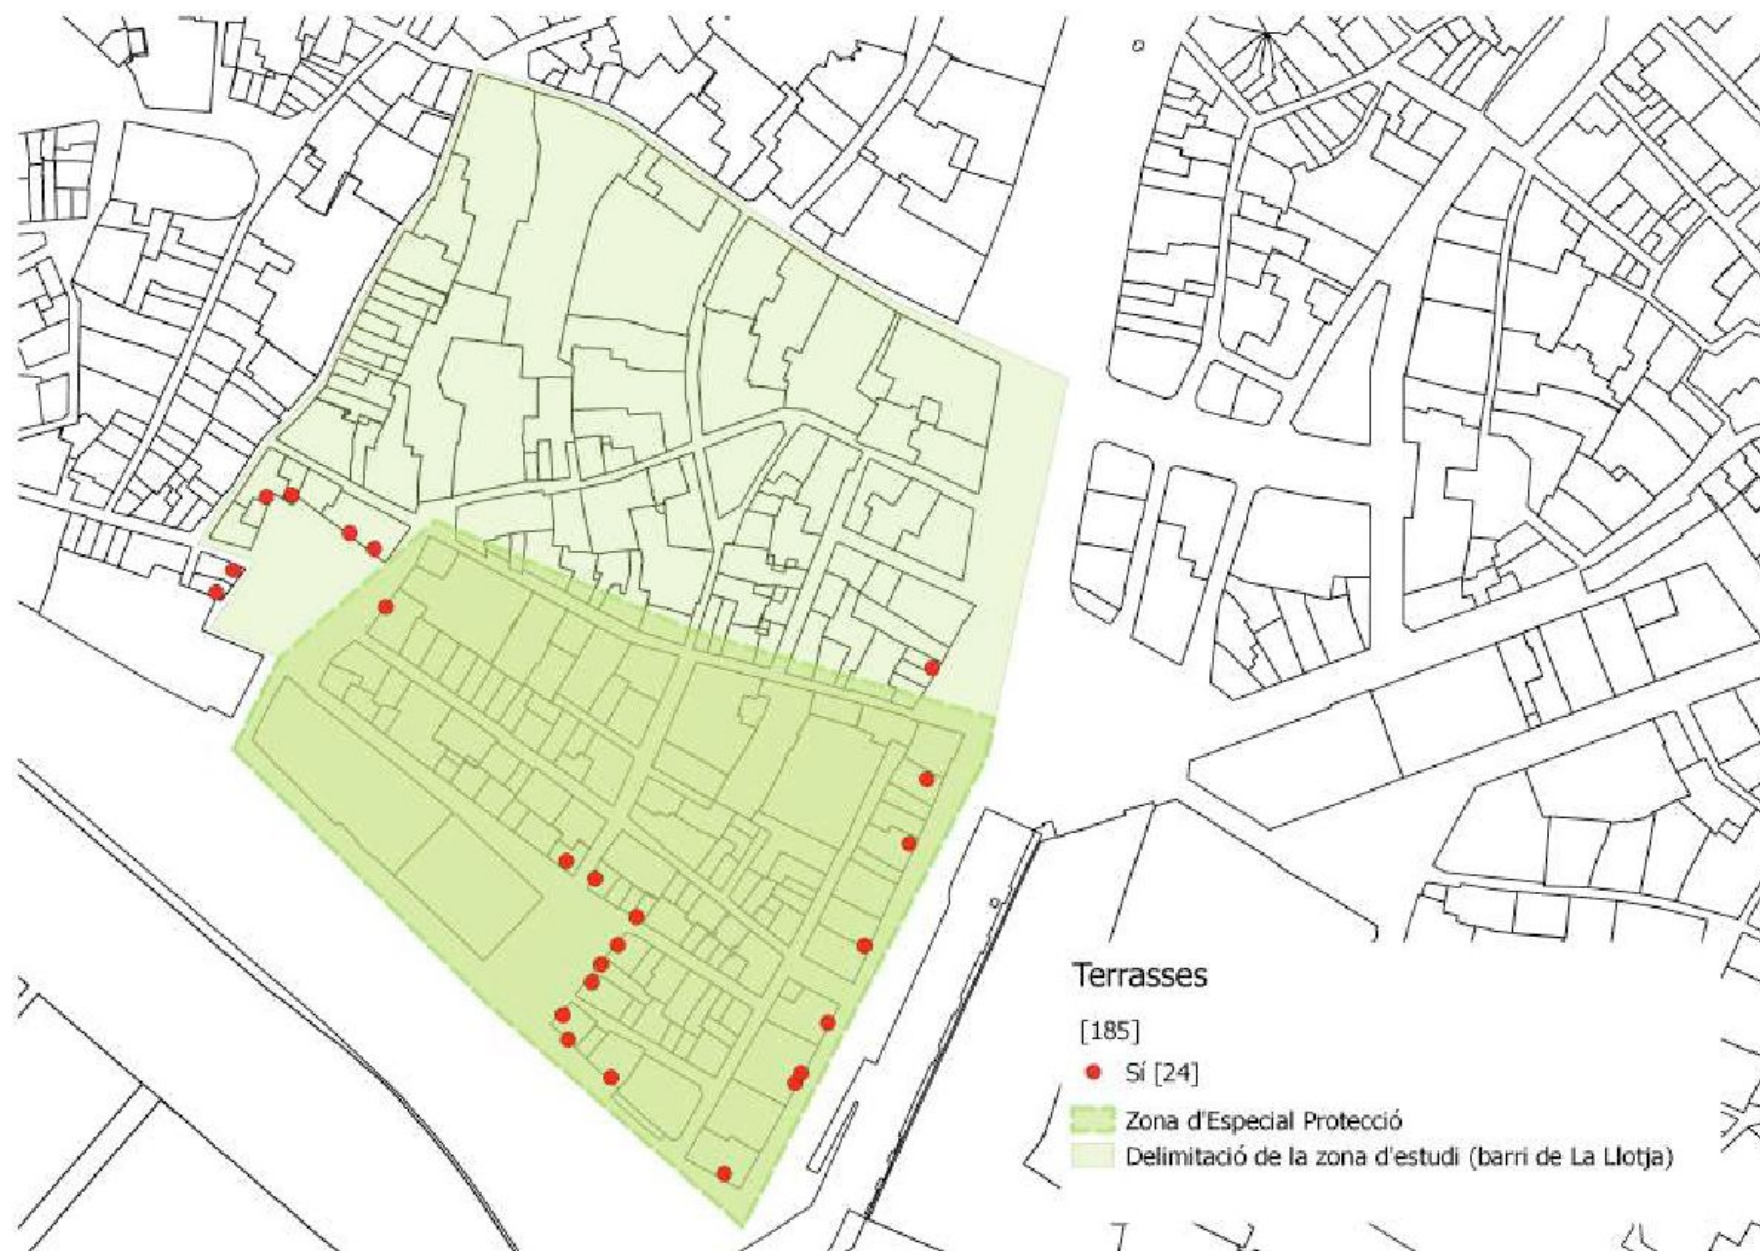 Terrasses
[185]
Sí [24]
Zona d'Especial Protecció
Delimitació de la zona d'estudi (barri de La Llotja)